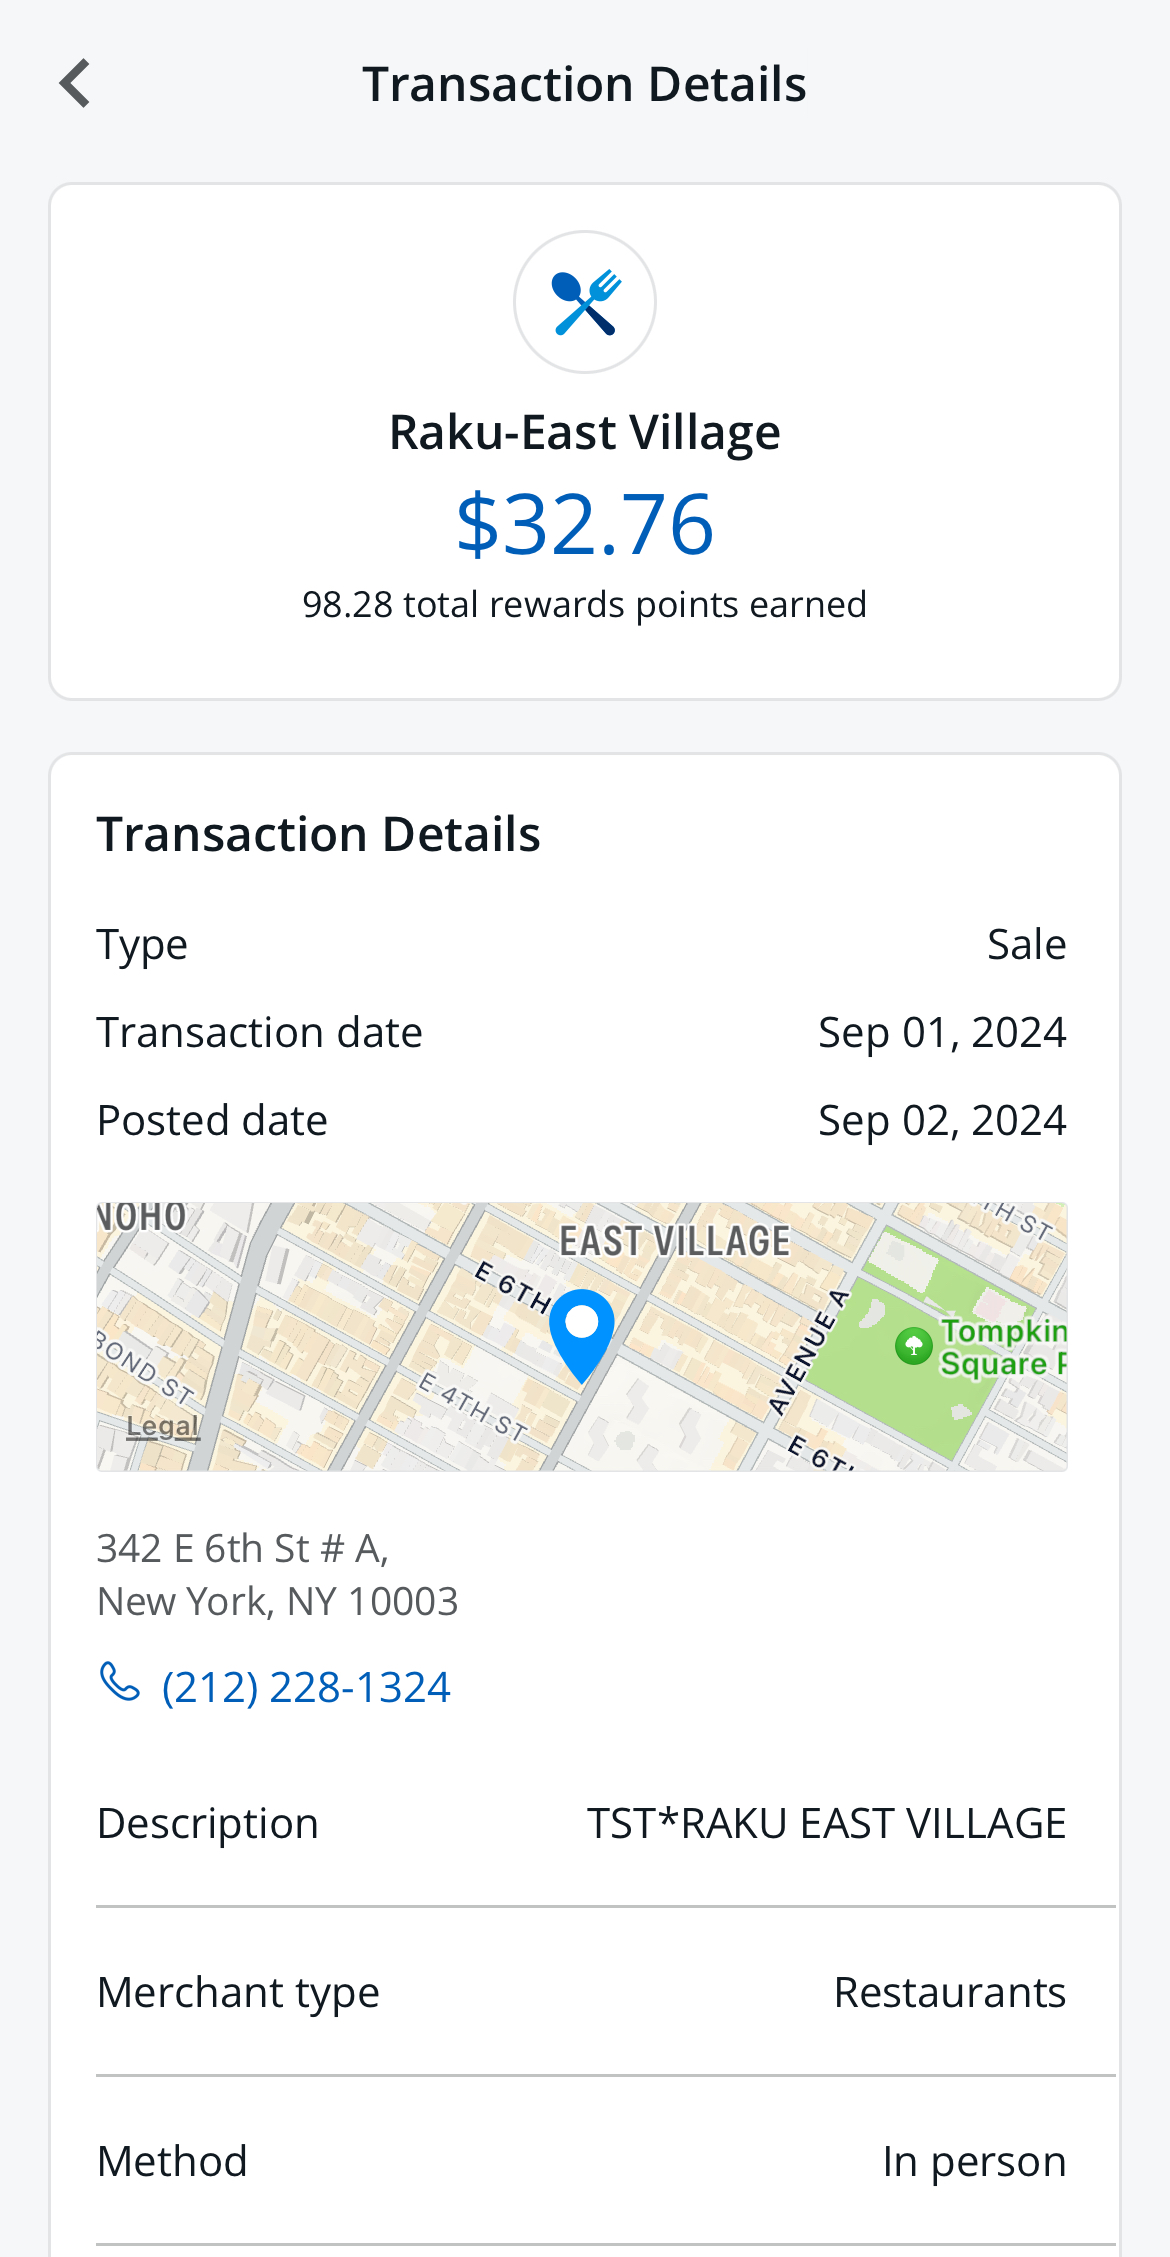 Transaction Details
Raku-East Village
$32.76
98.28 total rewards points earned
Transaction Details
Type Sale
Transaction date Sep 01, 2024
Posted date Sep 02, 2024
NOHO
EAST VILLAGE
TH ST
E 6TH
AVENUE A
Tompkin
Square P
BOND ST
E 4TH ST
Legal
E 6TH
342 E 6th St # A,
New York, NY 10003
(212) 228-1324
Description TST*RAKU EAST VILLAGE
Merchant type Restaurants
Method In person